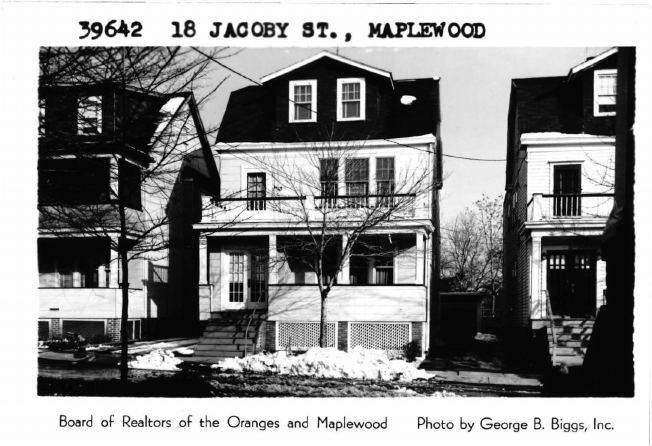 39642 18 JACOBY ST., MAPLEWOOD
Board of Realtors of the Oranges and Maplewood Photo by George B. Biggs, Inc.